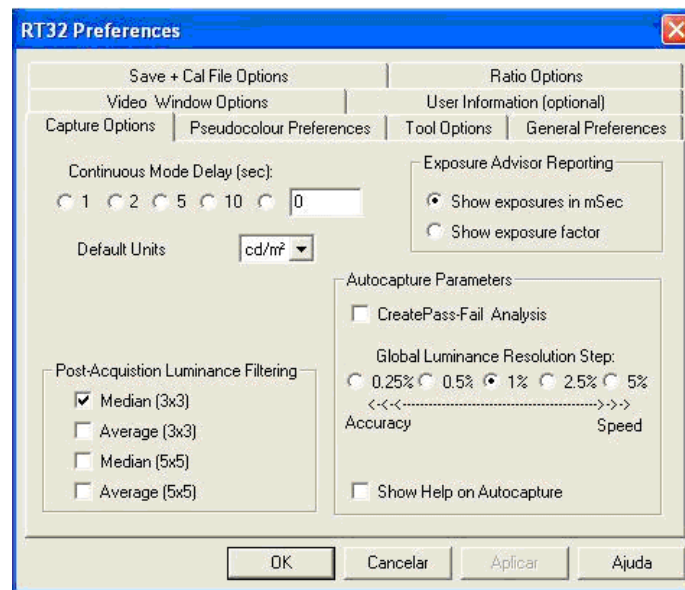 RT32 Preferences
Save + Cal File Options
Ratio Options
Video Window Options
User Information (optional)
Capture Options
Pseudocolour Preferences
Tool Options
General Preferences
Continuous Mode Delay (sec):
1 2 5 10 0
Default Units cd/m²
Exposure Advisor Reporting
Show exposures in mSec
Show exposure factor
Autocapture Parameters
CreatePass-Fail Analysis
Global Luminance Resolution Step:
0.25% 0.5% 1% 2.5% 5%
<-<-<------------------------------------------>->->
Accuracy Speed
Show Help on Autocapture
Post-Acquistion Luminance Filtering
Median (3x3)
Average (3x3)
Median (5x5)
Average (5x5)
OK Cancelar Aplicar Ajuda